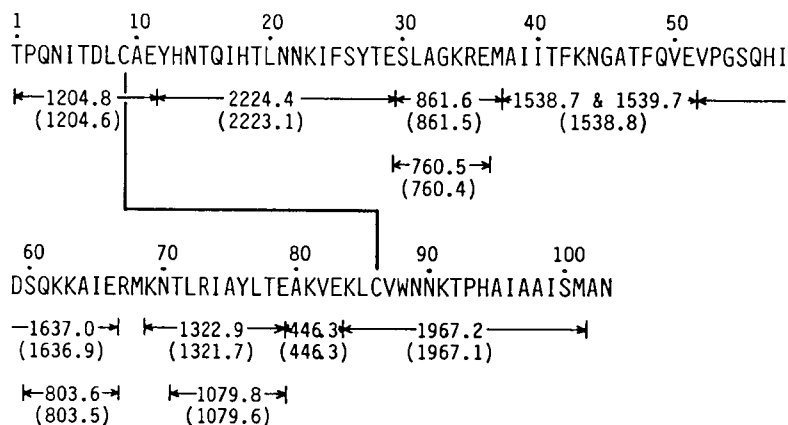 1 10 20 30 40 50
TPQNITDLCAEYHNTQIHTLNNKIFSYTESLAGKREMAIITFKNGATFQVEVPGSQHI
1204.8 2224.4 861.6 1538.7 & 1539.7
(1204.6) (2223.1) (861.5) (1538.8)
760.5
(760.4)
60 70 80 90 100
DSQKKAIERMKNTLRIAYLTEAKVEKLCVWNNKTPHAIAAISMAN
1637.0 1322.9 446.3 1967.2
(1636.9) (1321.7) (446.3) (1967.1)
803.6 1079.8
(803.5) (1079.6)